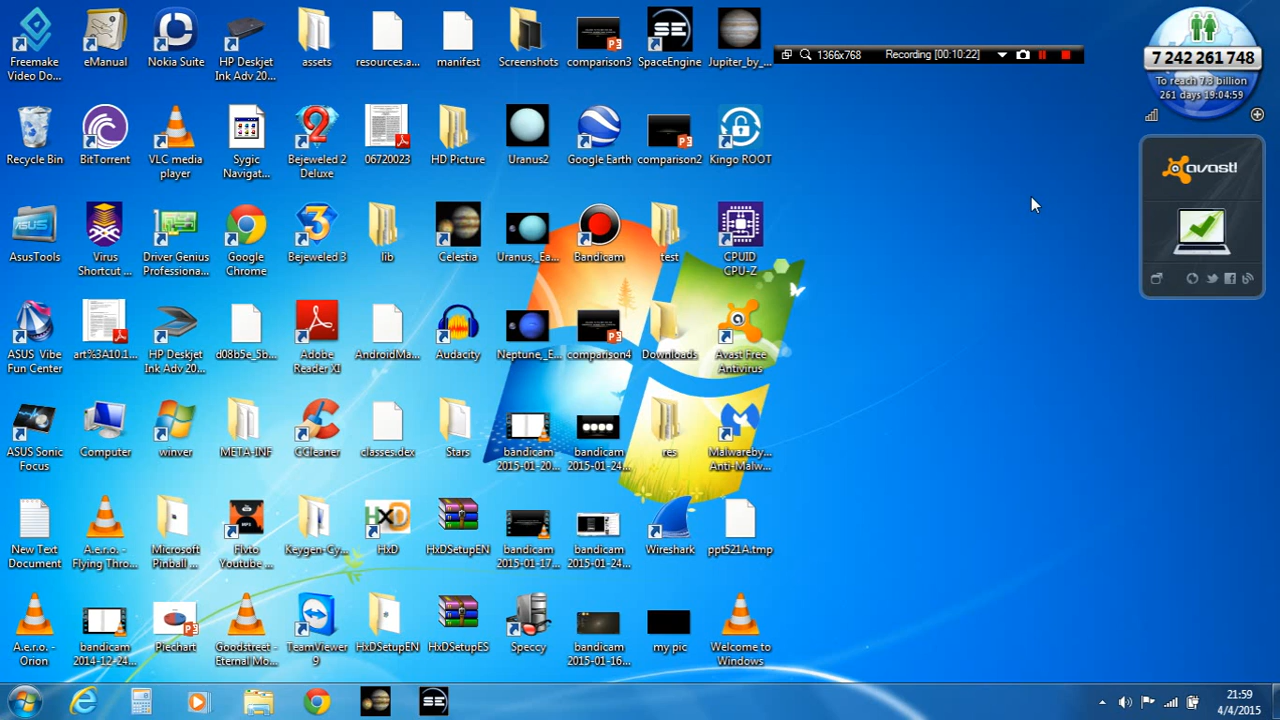 Freemake
Video Do...
eManual
Nokia Suite
HP Deskjet
Ink Adv 20...
assets
resources.a...
manifest
Screenshots
comparison3
SpaceEngine
Jupiter_by_...
1366x768
Recording [00:10:22]
7 242 261 748
To reach 7.3 billion
261 days 19:04:59
Recycle Bin
BitTorrent
VLC media
player
Sygic
Navigat...
Bejeweled 2
Deluxe
06720023
HD Picture
Uranus2
Google Earth
comparison2
Kingo ROOT
avast!
AsusTools
Virus
Shortcut ...
Driver Genius
Professiona...
Google
Chrome
Bejeweled 3
lib
Celestia
Uranus,_Ea...
Bandicam
test
CPUID
CPU-Z
ASUS Vibe
Fun Center
art%3A10.1...
HP Deskjet
Ink Adv 20...
d08b5e_5b...
Adobe
Reader XI
AndroidMa...
Audacity
Neptune,_E...
comparison4
Downloads
Avast Free
Antivirus
ASUS Sonic
Focus
Computer
winver
META-INF
CCleaner
classes.dex
Stars
bandicam
2015-01-20...
bandicam
2015-01-24...
res
Malwareby...
Anti-Malw...
New Text
Document
A.e.r.o. -
Flying Thro...
Microsoft
Pinball ...
Flvto
Youtube ...
Keygen-Cy...
HxD
HxDSetupEN
bandicam
2015-01-17...
bandicam
2015-01-24...
Wireshark
ppt521A.tmp
A.e.r.o. -
Orion
bandicam
2014-12-24...
Piechart
Goodstreet -
Eternal Mo...
TeamViewer
9
HxDSetupEN
HxDSetupES
Speccy
bandicam
2015-01-16...
my pic
Welcome to
Windows
SE
21:59
4/4/2015